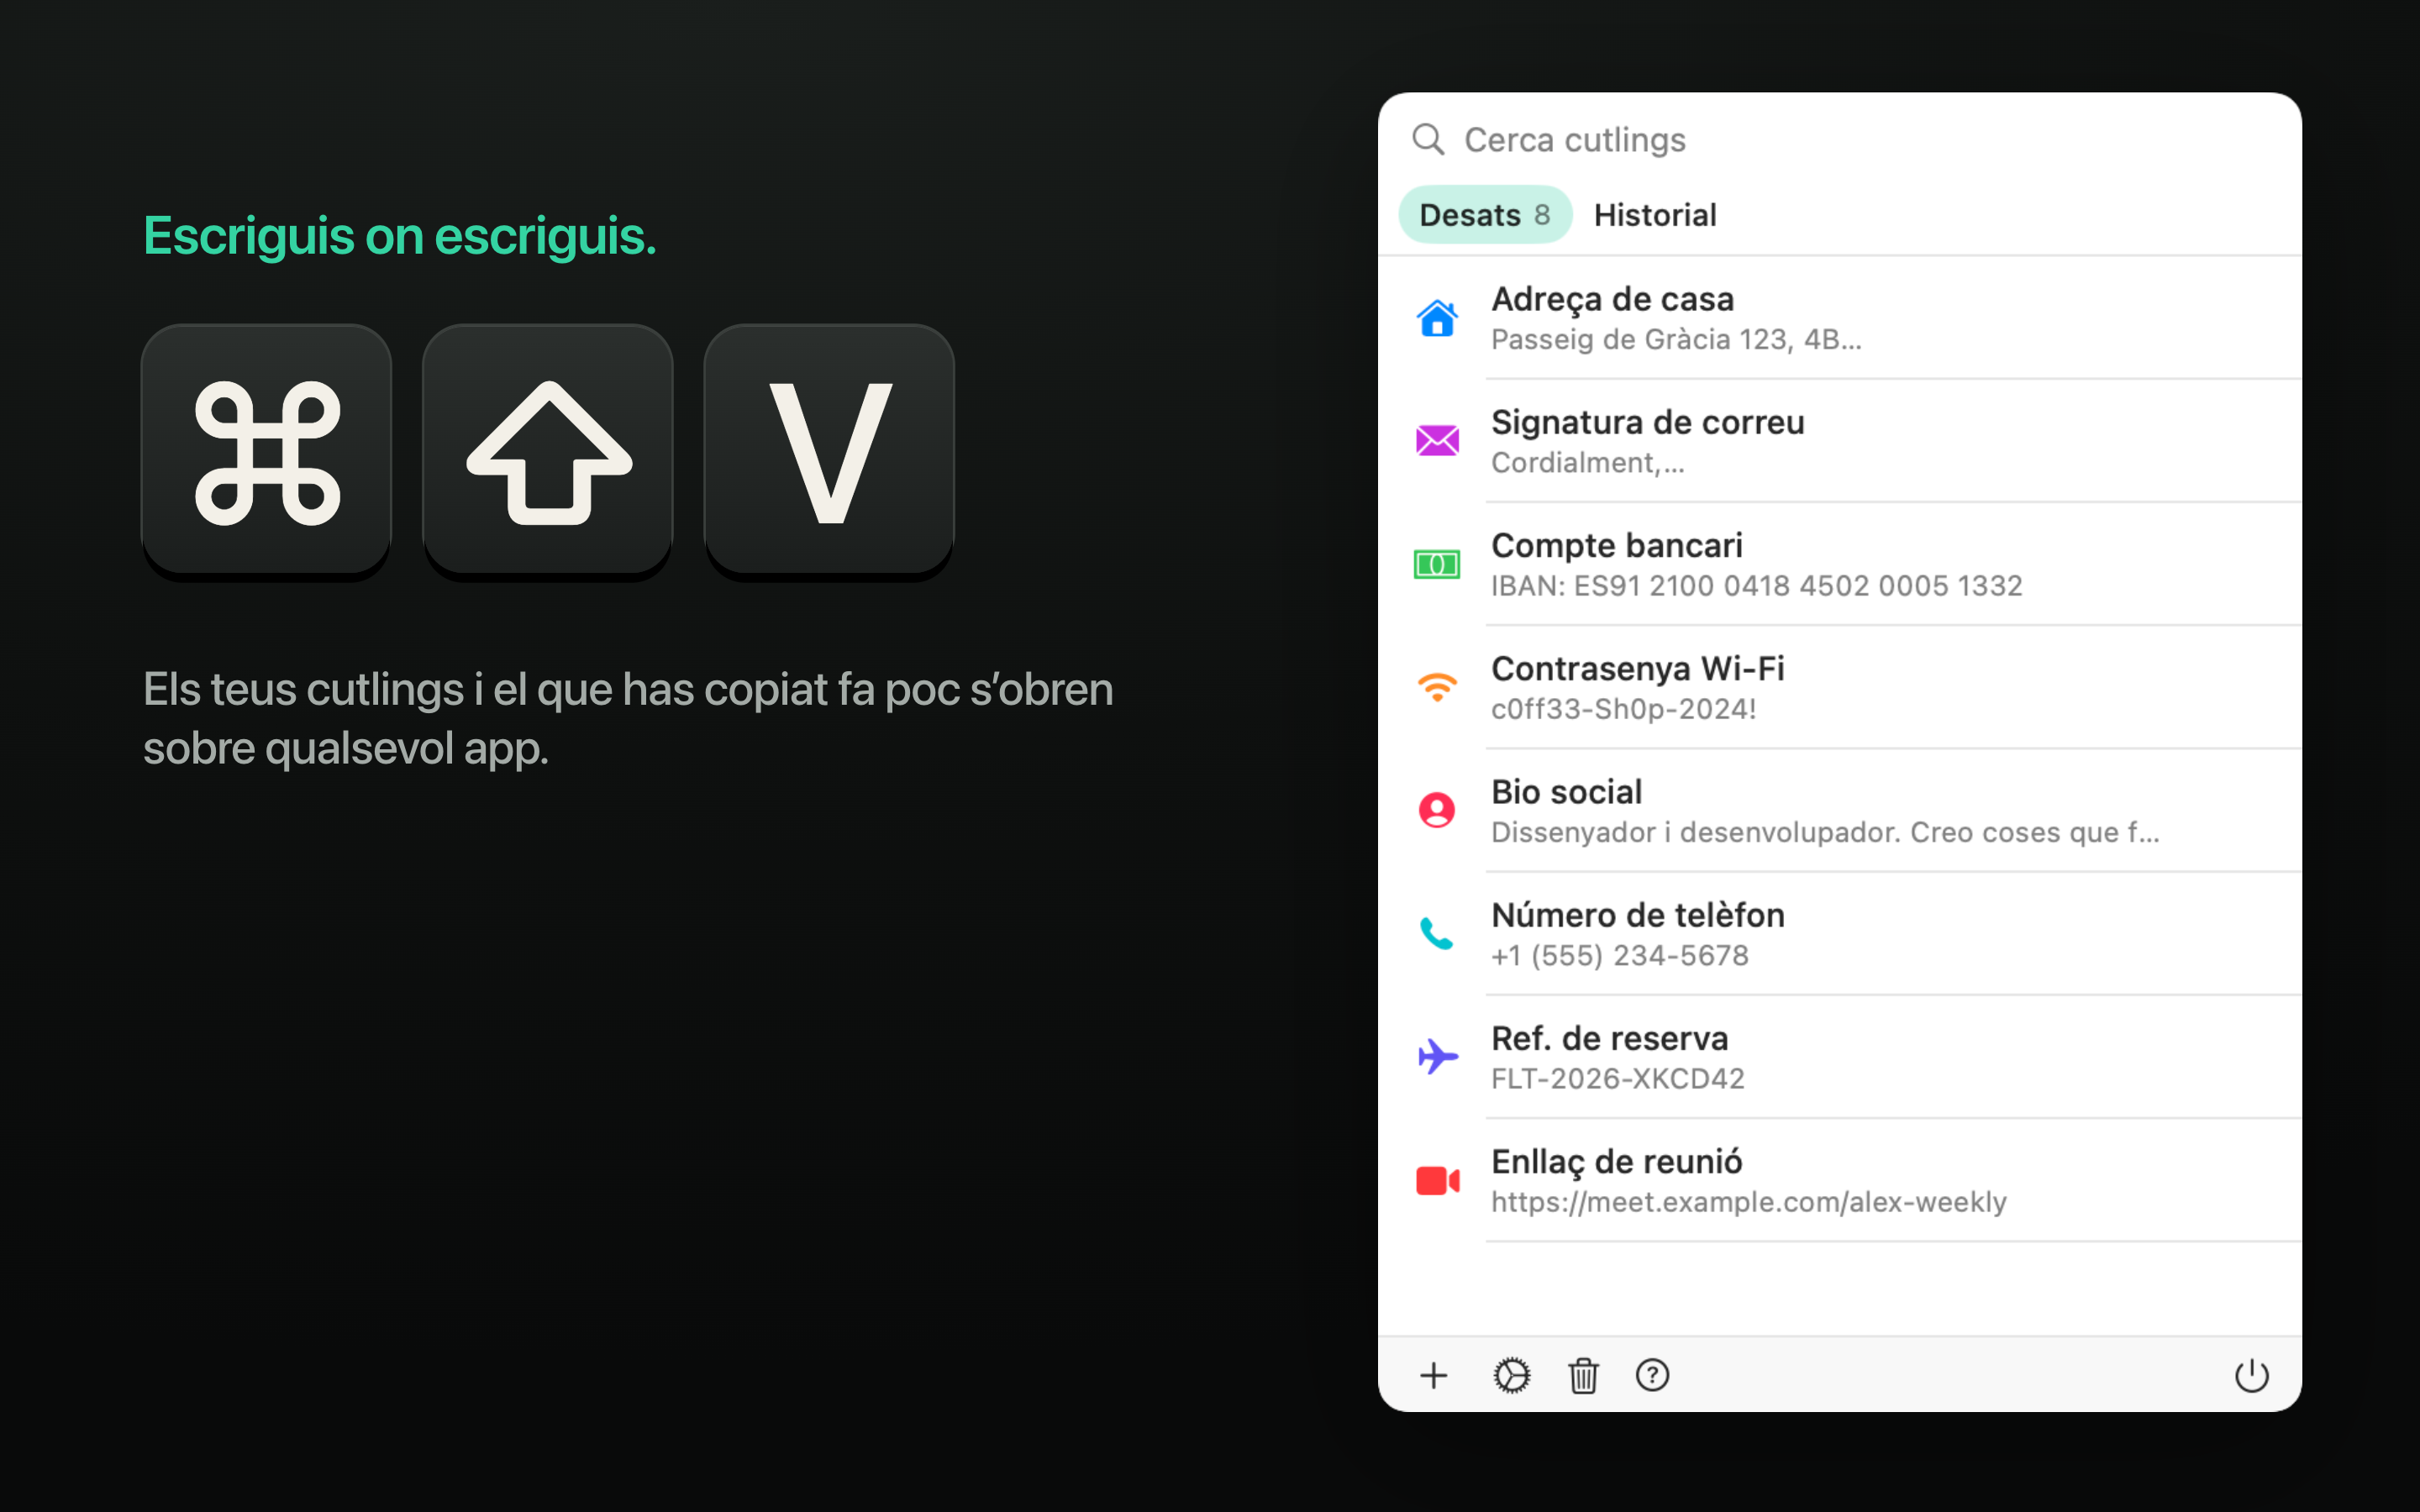 Escriguis on escriguis.
⌘ ⇧ V
Els teus cutlings i el que has copiat fa poc s’obren
sobre qualsevol app.
Cerca cutlings
Desats 8 Historial
Adreça de casa
Passeig de Gràcia 123, 4B...
Signatura de correu
Cordialment,...
Compte bancari
IBAN: ES91 2100 0418 4502 0005 1332
Contrasenya Wi-Fi
c0ff33-Sh0p-2024!
Bio social
Dissenyador i desenvolupador. Creo coses que f...
Número de telèfon
+1 (555) 234-5678
Ref. de reserva
FLT-2026-XKCD42
Enllaç de reunió
https://meet.example.com/alex-weekly